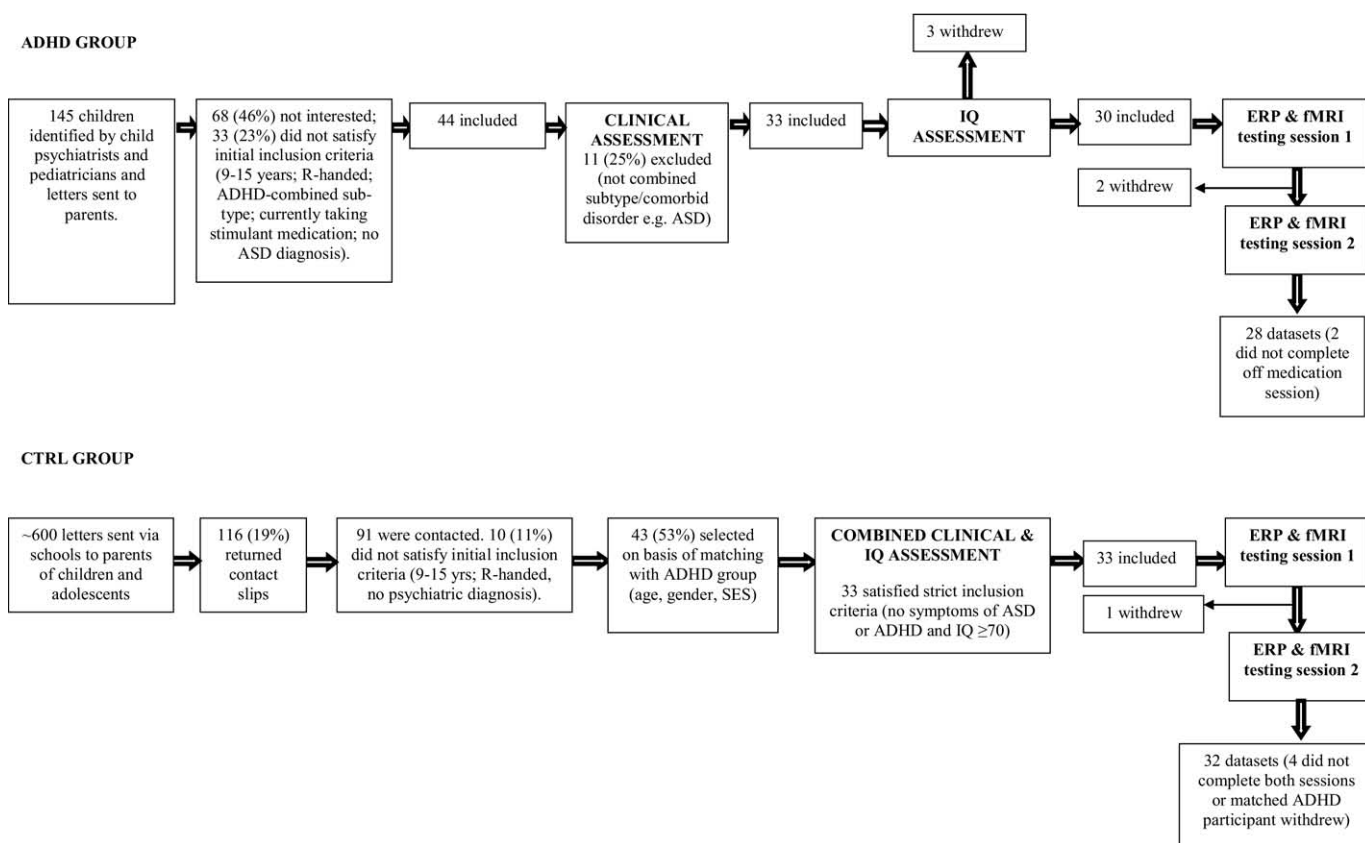 ADHD GROUP
3 withdrew
145 children
identified by child
psychiatrists and
pediatricians and
letters sent to
parents.
68 (46%) not interested;
33 (23%) did not satisfy
initial inclusion criteria
(9-15 years; R-handed;
ADHD-combined sub-
type; currently taking
stimulant medication; no
ASD diagnosis).
44 included
CLINICAL
ASSESSMENT
11 (25%) excluded
(not combined
subtype/comorbid
disorder e.g. ASD)
33 included
IQ
ASSESSMENT
30 included
ERP & fMRI
testing session 1
2 withdrew
ERP & fMRI
testing session 2
28 datasets (2
did not complete
off medication
session)
CTRL GROUP
~600 letters sent via
schools to parents
of children and
adolescents
116 (19%)
returned
contact
slips
91 were contacted. 10 (11%)
did not satisfy initial inclusion
criteria (9-15 yrs; R-handed,
no psychiatric diagnosis).
43 (53%) selected
on basis of matching
with ADHD group
(age, gender, SES)
COMBINED CLINICAL &
IQ ASSESSMENT
33 satisfied strict inclusion
criteria (no symptoms of ASD
or ADHD and IQ ≥70)
33 included
ERP & fMRI
testing session 1
1 withdrew
ERP & fMRI
testing session 2
32 datasets (4 did not
complete both sessions
or matched ADHD
participant withdrew)